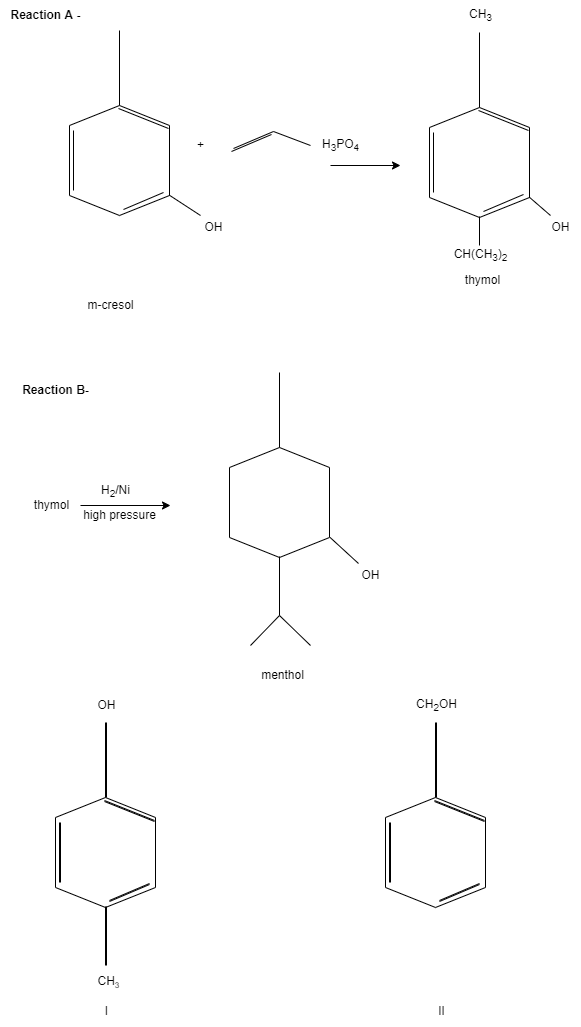 Reaction A -
CH3
+
H3PO4
OH
OH
CH(CH3)2
thymol
m-cresol
Reaction B-
thymol
H2/Ni
high pressure
OH
menthol
OH
CH2OH
CH3
I
II